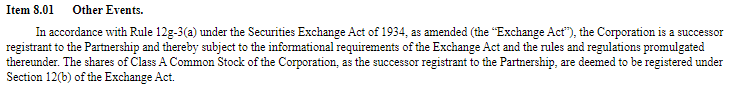 Item 8.01 Other Events.
In accordance with Rule 12g-3(a) under the Securities Exchange Act of 1934, as amended (the “Exchange Act”), the Corporation is a successor
registrant to the Partnership and thereby subject to the informational requirements of the Exchange Act and the rules and regulations promulgated
thereunder. The shares of Class A Common Stock of the Corporation, as the successor registrant to the Partnership, are deemed to be registered under
Section 12(b) of the Exchange Act.